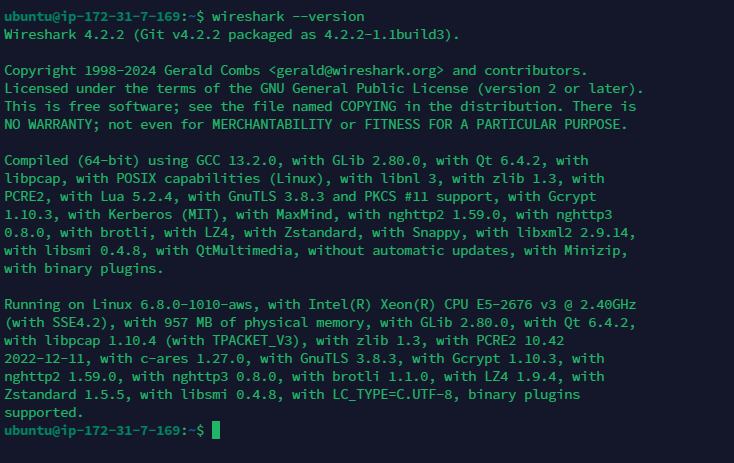 ubuntu@ip-172-31-7-169:~$ wireshark --version
Wireshark 4.2.2 (Git v4.2.2 packaged as 4.2.2-1.1build3).
Copyright 1998-2024 Gerald Combs <gerald@wireshark.org> and contributors.
Licensed under the terms of the GNU General Public License (version 2 or later).
This is free software; see the file named COPYING in the distribution. There is
NO WARRANTY; not even for MERCHANTABILITY or FITNESS FOR A PARTICULAR PURPOSE.
Compiled (64-bit) using GCC 13.2.0, with GLib 2.80.0, with Qt 6.4.2, with
libpcap, with POSIX capabilities (Linux), with libnl 3, with zlib 1.3, with
PCRE2, with Lua 5.2.4, with GnuTLS 3.8.3 and PKCS #11 support, with Gcrypt
1.10.3, with Kerberos (MIT), with MaxMind, with nghttp2 1.59.0, with nghttp3
0.8.0, with brotli, with LZ4, with Zstandard, with Snappy, with libxml2 2.9.14,
with libsmi 0.4.8, with QtMultimedia, without automatic updates, with Minizip,
with binary plugins.
Running on Linux 6.8.0-1010-aws, with Intel(R) Xeon(R) CPU E5-2676 v3 @ 2.40GHz
(with SSE4.2), with 957 MB of physical memory, with GLib 2.80.0, with Qt 6.4.2,
with libpcap 1.10.4 (with TPACKET_V3), with zlib 1.3, with PCRE2 10.42
2022-12-11, with c-ares 1.27.0, with GnuTLS 3.8.3, with Gcrypt 1.10.3, with
nghttp2 1.59.0, with nghttp3 0.8.0, with brotli 1.1.0, with LZ4 1.9.4, with
Zstandard 1.5.5, with libsmi 0.4.8, with LC_TYPE=C.UTF-8, binary plugins
supported.
ubuntu@ip-172-31-7-169:~$